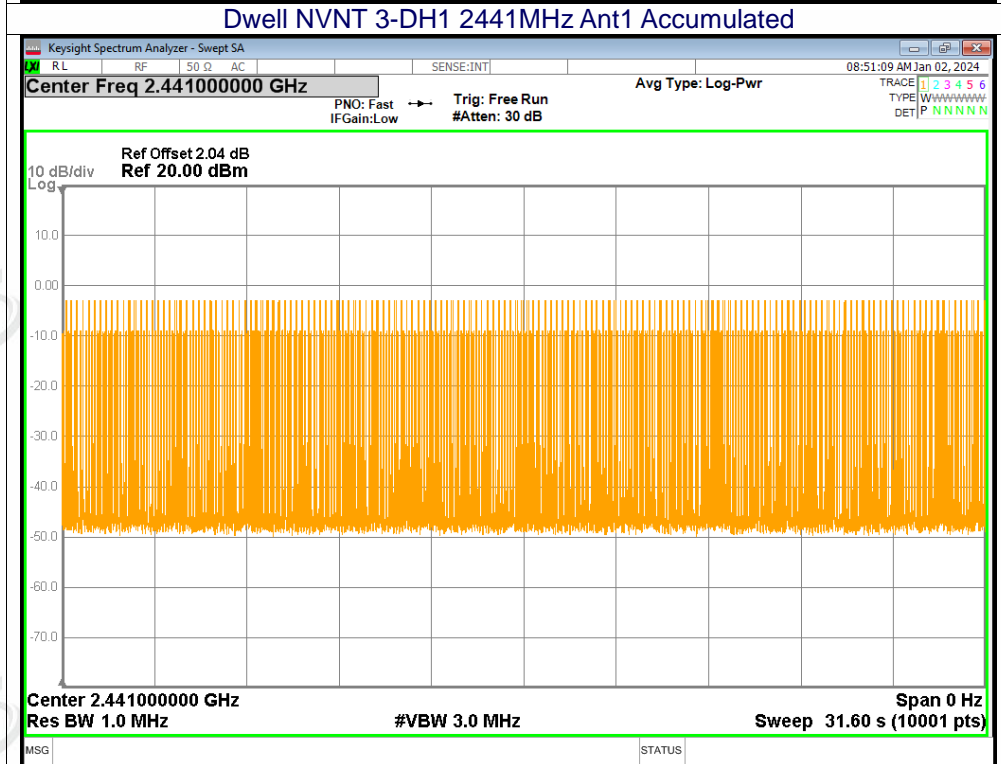 Dwell NVNT 3-DH1 2441MHz Ant1 Accumulated
Keysight Spectrum Analyzer - Swept SA
LXI RL RF 50 Ω AC SENSE:INT 08:51:09 AM Jan 02, 2024
Center Freq 2.441000000 GHz Avg Type: Log-Pwr TRACE 1 2 3 4 5 6
PNO: Fast Trig: Free Run TYPE WWWWWW
IFGain:Low #Atten: 30 dB DET P N N N N N
Ref Offset 2.04 dB
10 dB/div Ref 20.00 dBm
Log
10.0
0.00
-10.0
-20.0
-30.0
-40.0
-50.0
-60.0
-70.0
Center 2.441000000 GHz Span 0 Hz
Res BW 1.0 MHz #VBW 3.0 MHz Sweep 31.60 s (10001 pts)
MSG STATUS